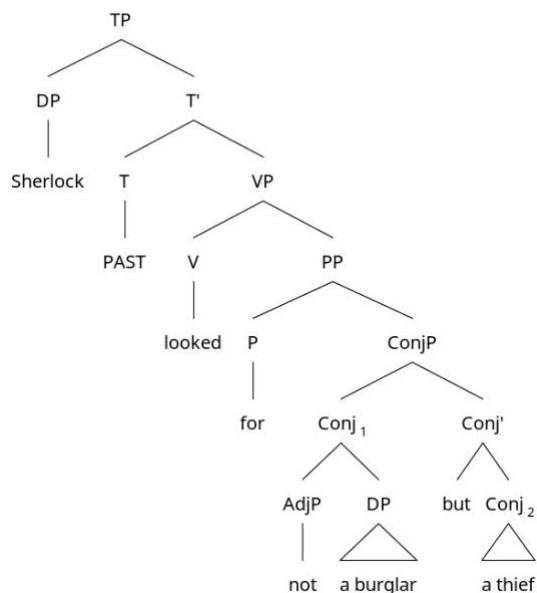 TP
DP T'
Sherlock T VP
PAST V PP
looked P ConjP
for Conj 1 Conj'
AdjP DP but Conj 2
not a burglar a thief